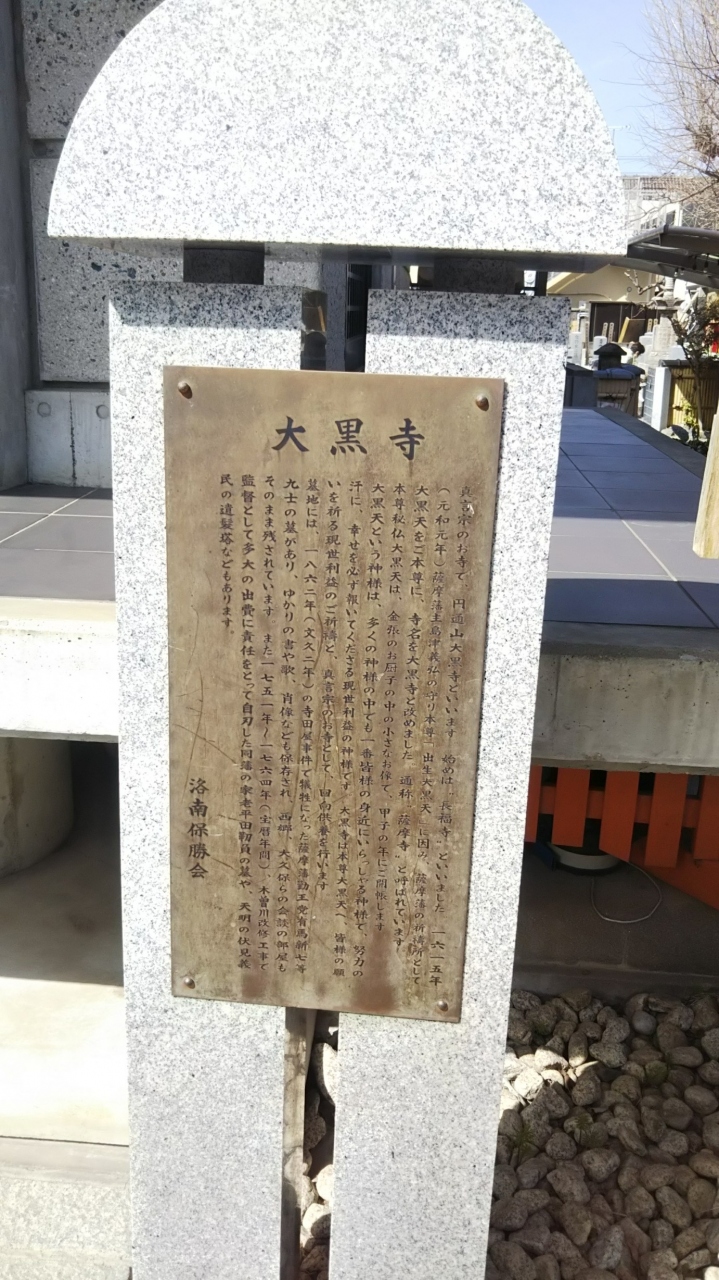 大黒寺
真言宗のお寺で、円通山大黒寺といいます。始めは〝長福寺〟といいました。一六一五年
(元和元年)薩摩藩主島津義弘の守り本尊「出生大黒天」に因み、薩摩藩の祈祷所として
大黒天をご本尊に、寺名を大黒寺と改めました。通称〝薩摩寺〟と呼ばれています。
本尊秘仏大黒天は、金張のお厨子の中の小さなお像で、甲子の年にご開帳します。
大黒天という神様は、多くの神様の中でも一番皆様の身近にいらっしゃる神様で、努力の
汗に、幸せを必ず報いてくださる現世利益の神様です。大黒寺は本尊大黒天へ、皆様の願
いを祈る現世利益のご祈祷と、真言宗のお寺として、回向供養を行います。
墓地には、一八六二年(文久二年)の寺田屋事件で犠牲になった薩摩藩勤王党有馬新七等
九士の墓があり、ゆかりの書や歌、肖像なども保存され、西郷、大久保らの会談の部屋も
そのまま残されています。また一七五一年〜一七六四年(宝暦年間)、木曽川改修工事で
監督として多大の出費に責任をとって自刃した同藩の家老平田靭負の墓や、天明の伏見義
民の遺髪塔などもあります。
洛南保勝会